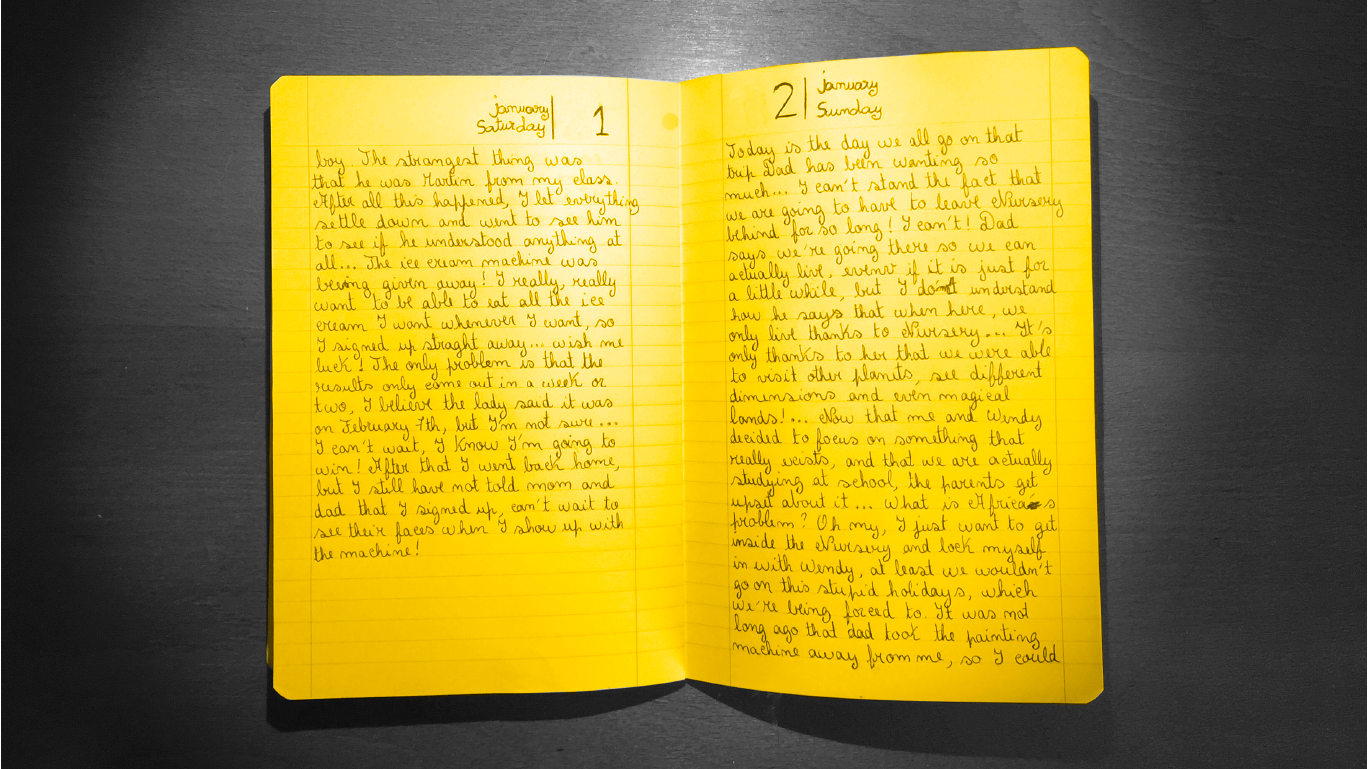 january
Saturday
1
boy. The strangest thing was
that he was Martin from my class.
After all this happened, I let everything
settle down and went to see him
to see if he understood anything at
all... The ice cream machine was
being given away! I really, really
want to be able to eat all the ice
cream I want whenever I want, so
I signed up straght away... wish me
luck! The only problem is that the
results only come out in a week or
two, I believe the lady said it was
on February 7th, but I'm not sure...
I can't wait, I know I'm going to
win! After that I went back home,
but I still have not told mom and
dad that I signed up, can't wait to
see their faces when I show up with
the machine!
2
january
Sunday
Today is the day we all go on that
trip Dad has been wanting so
much... I can't stand the fact that
we are going to have to leave Nursery
behind for so long! I can't! Dad
says we're going there so we can
actually live, even if it is just for
a little while, but I don't understand
how he says that when here, we
only live thanks to Nursery... It's
only thanks to her that we were able
to visit other planets, see different
dimensions and even magical
lands!... Now that me and Wendy
decided to focus on something that
really exists, and that we are actually
studying at school, the parents get
upset about it... What is Africa's
problem? Oh my, I just want to get
inside the Nursery and lock myself
in with Wendy, at least we wouldn't
go on this stupid holidays, which
we're being forced to. It was not
long ago that dad took the painting
machine away from me, so I could